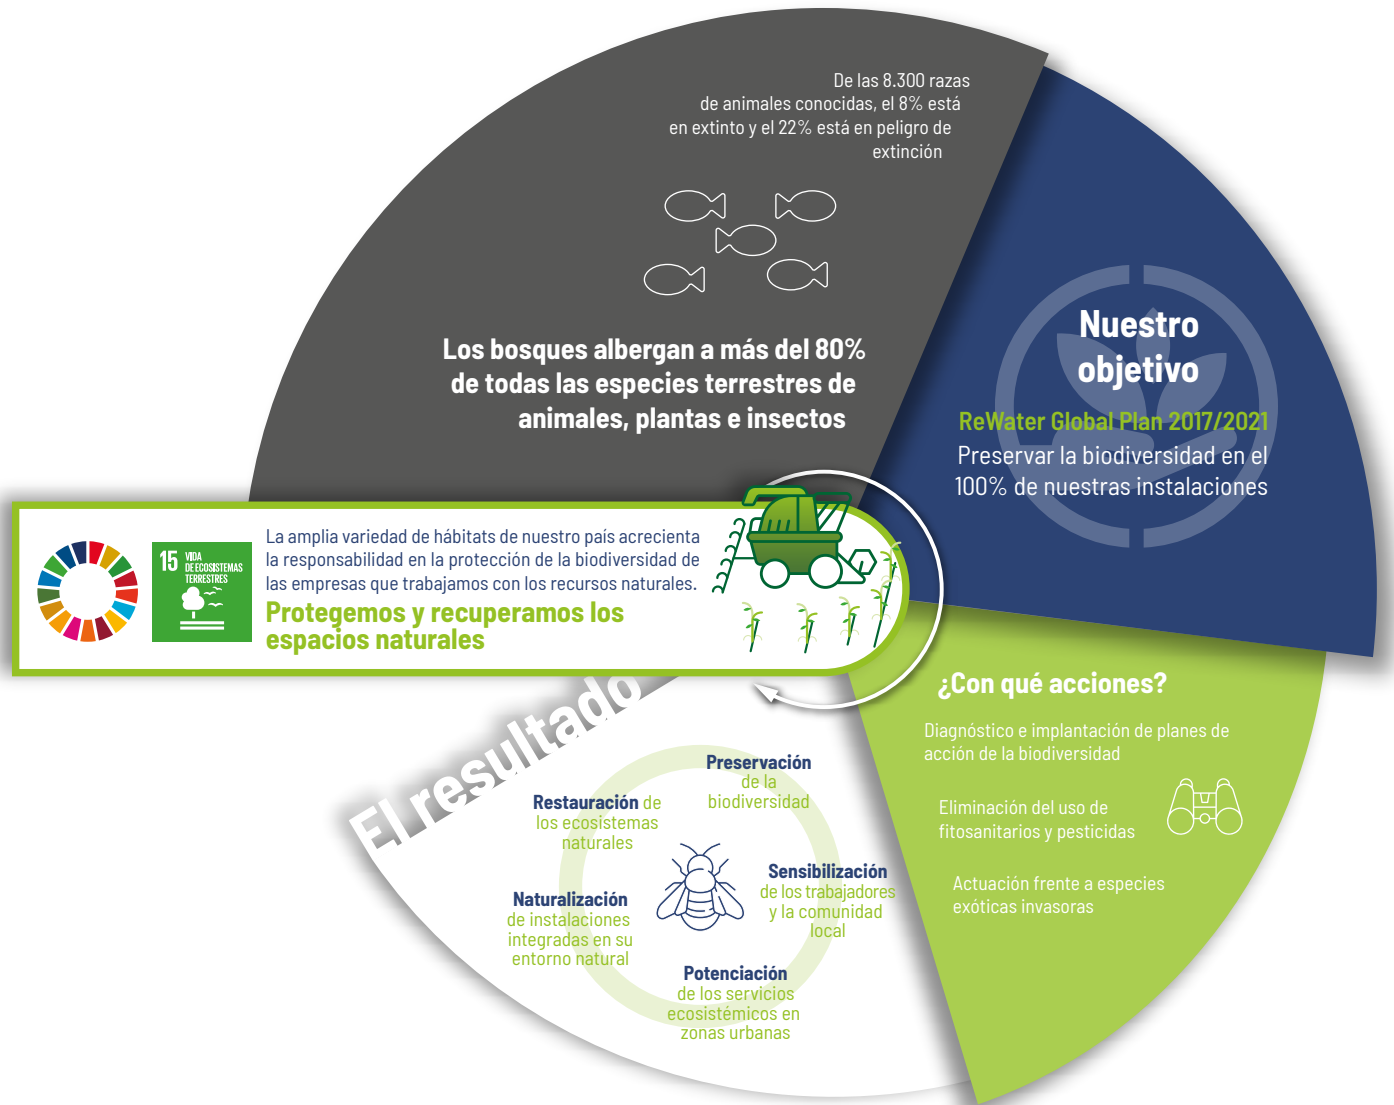 De las 8.300 razas
de animales conocidas, el 8% está
en extinto y el 22% está en peligro de
extinción
Los bosques albergan a más del 80%
de todas las especies terrestres de
animales, plantas e insectos
Nuestro
objetivo
ReWater Global Plan 2017/2021
Preservar la biodiversidad en el
100% de nuestras instalaciones
15 VIDA
DE ECOSISTEMAS
TERRESTRES
La amplia variedad de hábitats de nuestro país acrecienta
la responsabilidad en la protección de la biodiversidad de
las empresas que trabajamos con los recursos naturales.
Protegemos y recuperamos los
espacios naturales
¿Con qué acciones?
Diagnóstico e implantación de planes de
acción de la biodiversidad
Eliminación del uso de
fitosanitarios y pesticidas
Actuación frente a especies
exóticas invasoras
El resultado
Preservación
de la
biodiversidad
Sensibilización
de los trabajadores
y la comunidad
local
Potenciación
de los servicios
ecosistémicos en
zonas urbanas
Naturalización
de instalaciones
integradas en su
entorno natural
Restauración de
los ecosistemas
naturales